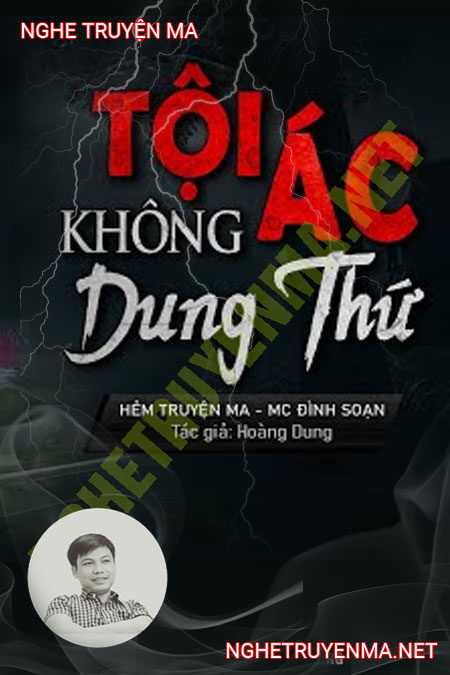 NGHE TRUYỆN MA
TỘI ÁC
KHÔNG
Dung Thứ
HẺM TRUYỆN MA - MC ĐÌNH SOẠN
Tác giả: Hoàng Dung
NGHETRUYENMA.NET
NGHETRUYENMA.NET